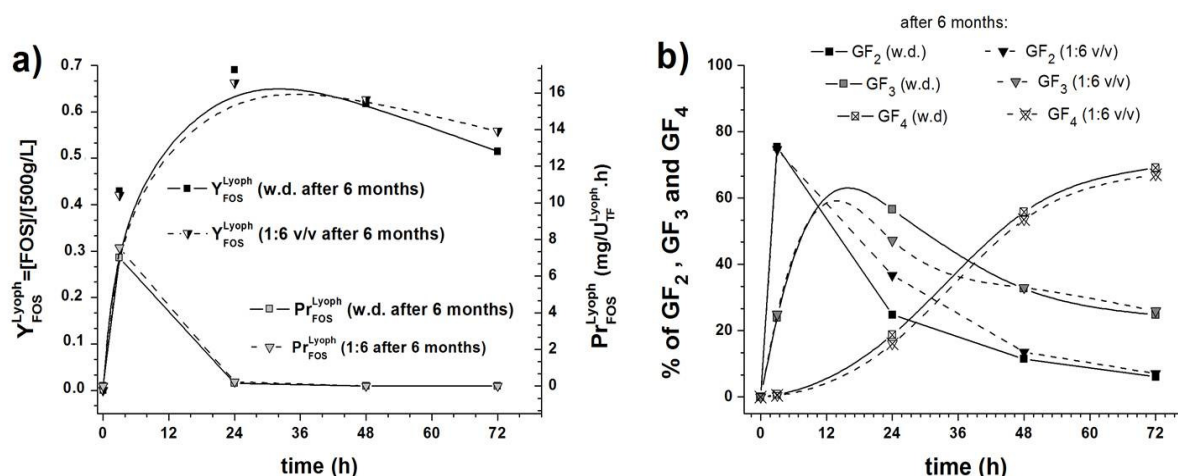 a)
Y^Lyoph_FOS=[FOS]/[500g/L]
0.7
0.6
0.5
0.4
0.3
0.2
0.1
0.0
Y^Lyoph_FOS (w.d. after 6 months)
Y^Lyoph_FOS (1:6 v/v after 6 months)
Pr^Lyoph_FOS (w.d. after 6 months)
Pr^Lyoph_FOS (1:6 after 6 months)
16
14
12
10
8
6
4
2
0
Pr^Lyoph_FOS (mg/U^Lyoph_TF.h)
0 12 24 36 48 60 72
time (h)
b)
after 6 months:
GF2 (w.d.) GF2 (1:6 v/v)
GF3 (w.d.) GF3 (1:6 v/v)
GF4 (w.d) GF4 (1:6 v/v)
% of GF2, GF3 and GF4
100
80
60
40
20
0
0 12 24 36 48 60 72
time (h)